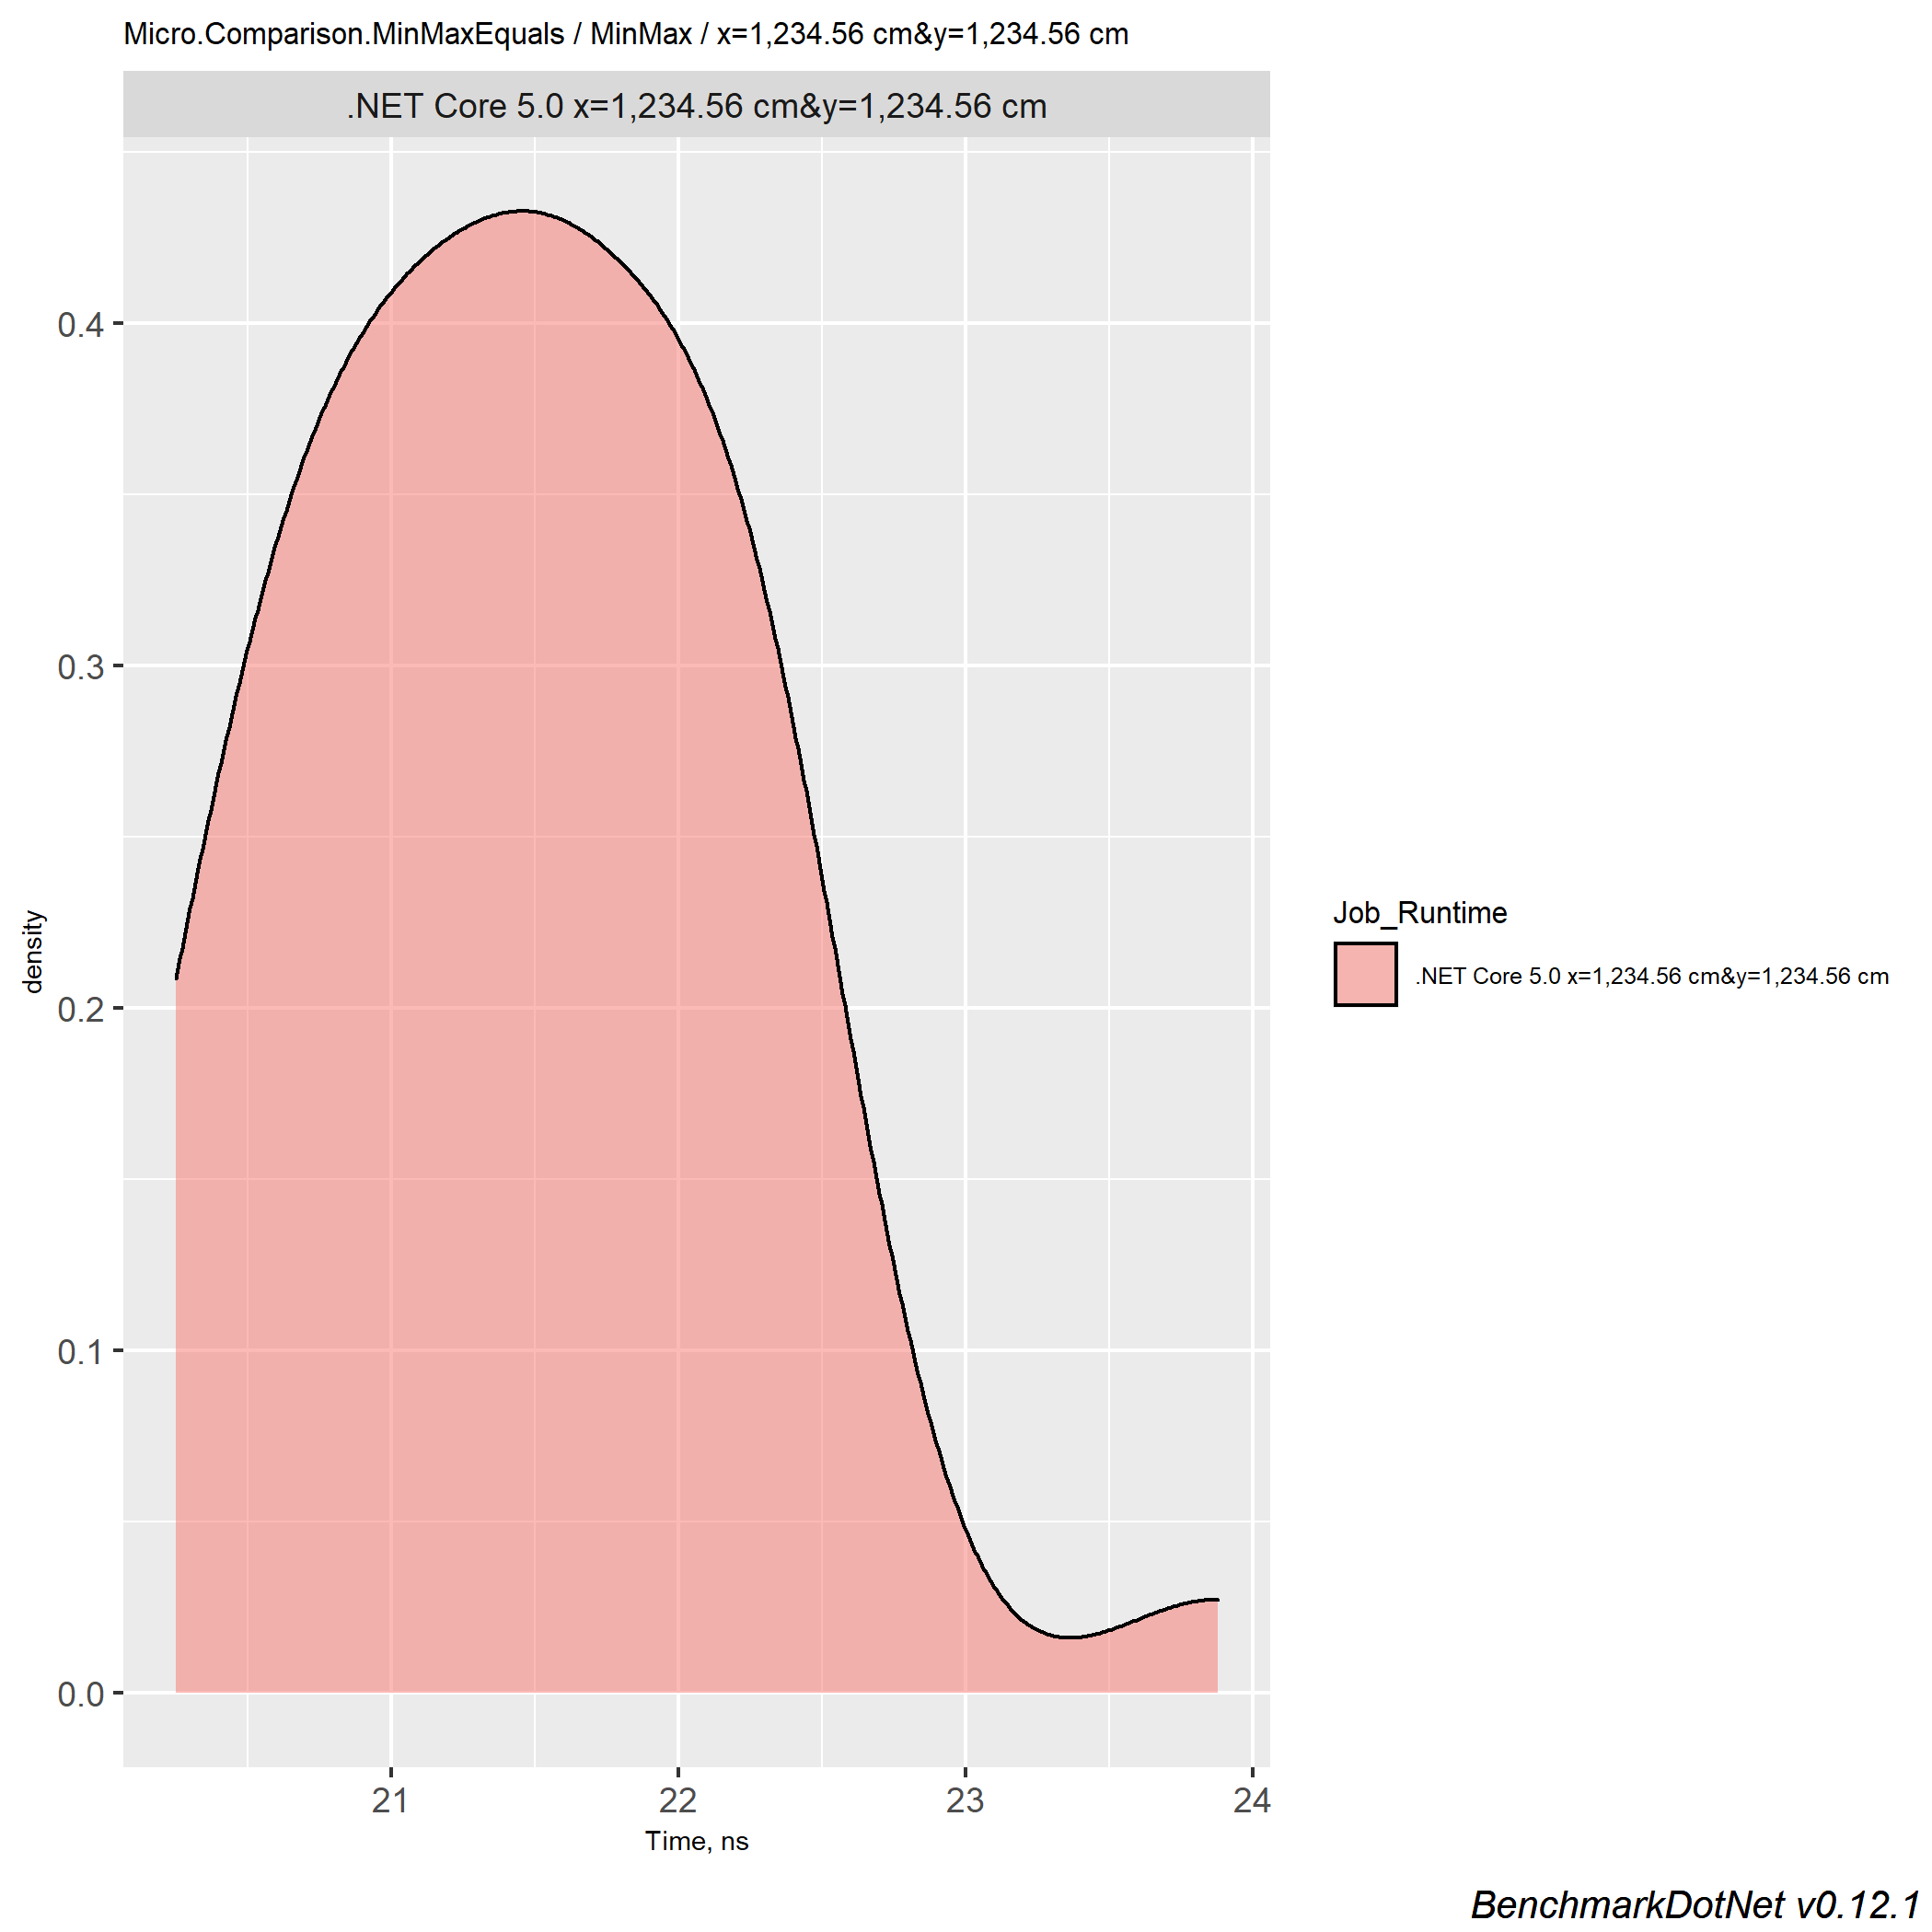 Micro.Comparison.MinMaxEquals / MinMax / x=1,234.56 cm&y=1,234.56 cm
.NET Core 5.0 x=1,234.56 cm&y=1,234.56 cm
0.4
0.3
0.2
0.1
0.0
density
21 22 23 24
Time, ns
Job_Runtime
.NET Core 5.0 x=1,234.56 cm&y=1,234.56 cm
BenchmarkDotNet v0.12.1